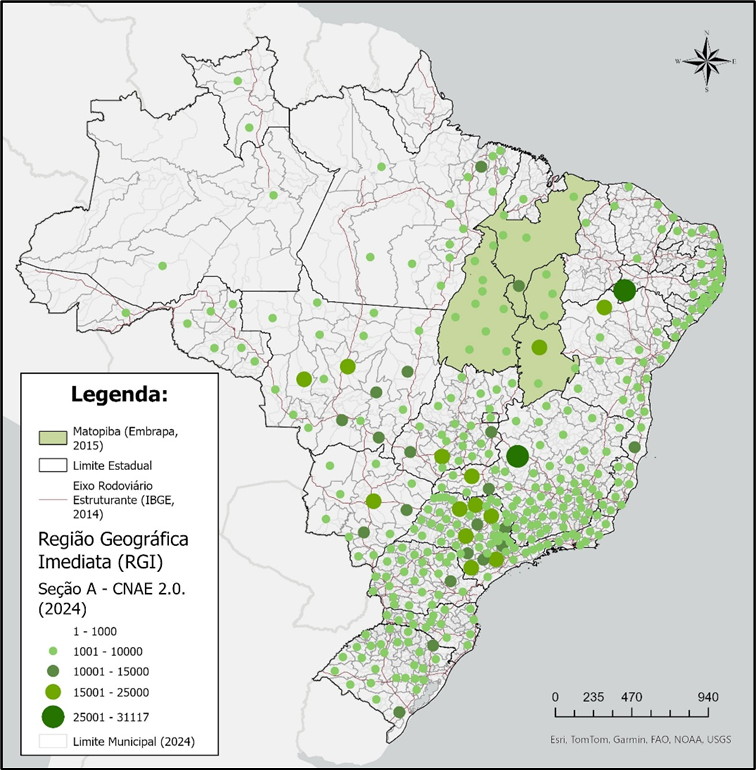 N
W E
S
Legenda:
Matopiba (Embrapa,
2015)
Limite Estadual
Eixo Rodoviário
Estruturante (IBGE,
2014)
Região Geográfica
Imediata (RGI)
Seção A - CNAE 2.0.
(2024)
1 - 1000
1001 - 10000
10001 - 15000
15001 - 25000
25001 - 31117
Limite Municipal (2024)
0 235 470 940
Esri, TomTom, Garmin, FAO, NOAA, USGS